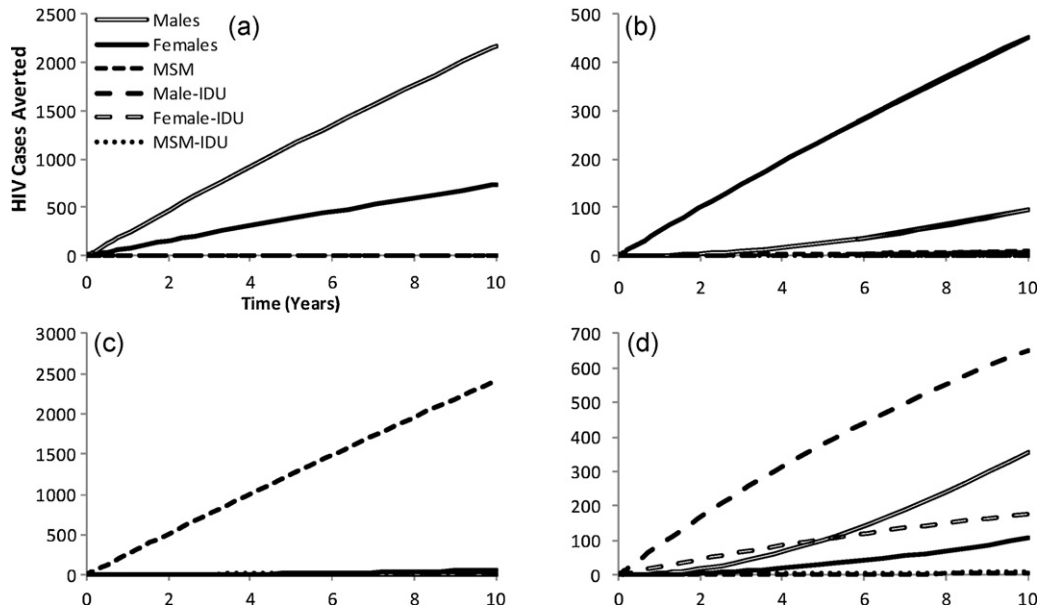 (a)
Males
Females
MSM
Male-IDU
Female-IDU
MSM-IDU
HIV Cases Averted
2500
2000
1500
1000
500
0
0 2 4 6 8 10
Time (Years)
(b)
500
400
300
200
100
0
0 2 4 6 8 10
(c)
3000
2500
2000
1500
1000
500
0
0 2 4 6 8 10
(d)
700
600
500
400
300
200
100
0
0 2 4 6 8 10